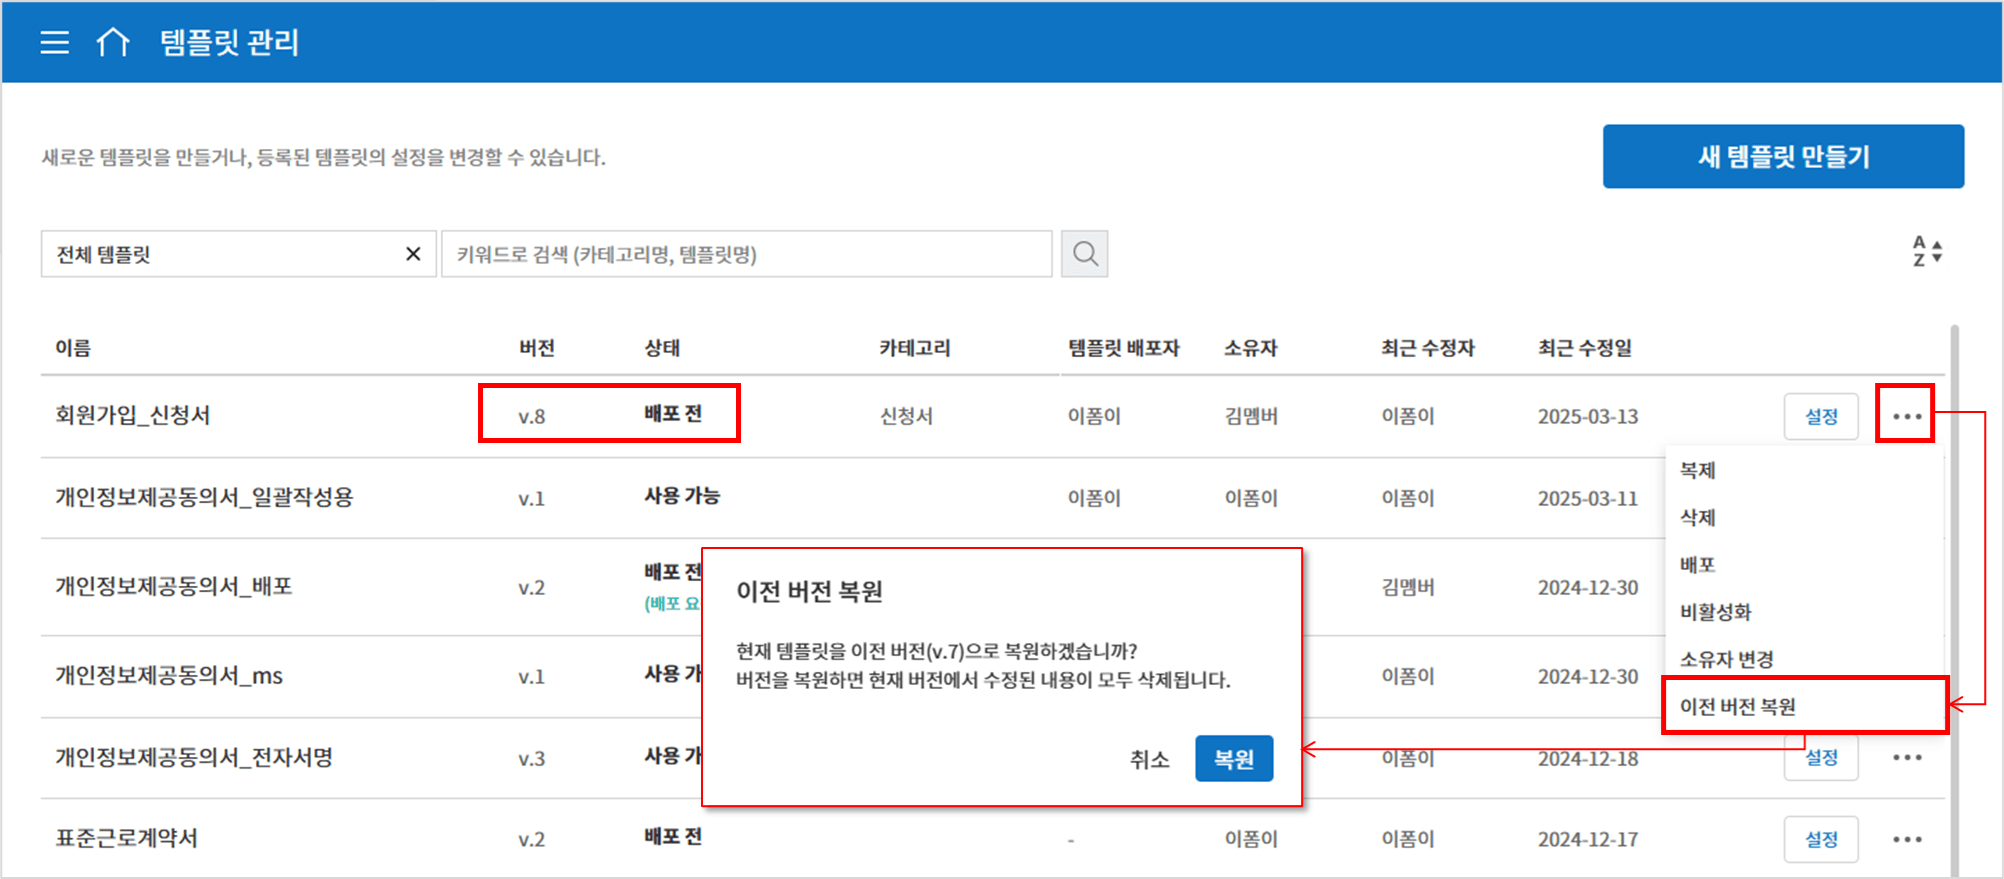 템플릿 관리
새로운 템플릿을 만들거나, 등록된 템플릿의 설정을 변경할 수 있습니다.
새 템플릿 만들기
전체 템플릿
키워드로 검색 (카테고리명, 템플릿명)
A
Z
이름 버전 상태 카테고리 템플릿 배포자 소유자 최근 수정자 최근 수정일
회원가입_신청서 v.8 배포 전 신청서 이폼이 김멤버 이폼이 2025-03-13 설정
복제
삭제
배포
비활성화
소유자 변경
이전 버전 복원
개인정보제공동의서_일괄작성용 v.1 사용 가능 이폼이 이폼이 이폼이 2025-03-11
개인정보제공동의서_배포 v.2 배포 전 김멤버 2024-12-30
(배포 요
개인정보제공동의서_ms v.1 사용 가 이폼이 2024-12-30
개인정보제공동의서_전자서명 v.3 사용 가 이폼이 2024-12-18 설정
표준근로계약서 v.2 배포 전 - 이폼이 이폼이 2024-12-17 설정
이전 버전 복원
현재 템플릿을 이전 버전(v.7)으로 복원하겠습니까?
버전을 복원하면 현재 버전에서 수정된 내용이 모두 삭제됩니다.
취소 복원